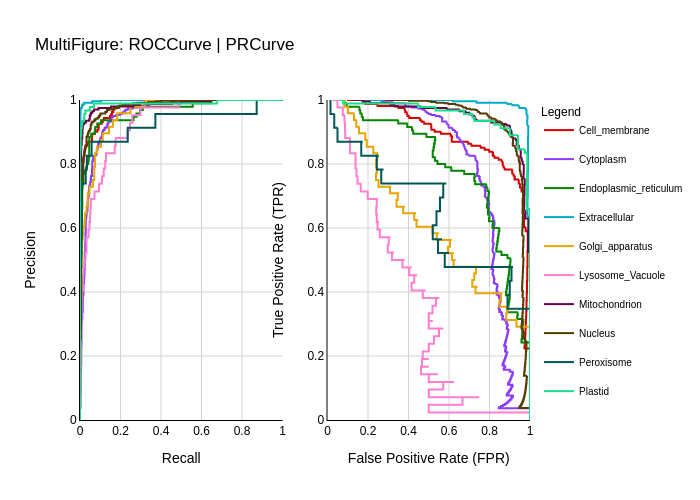 MultiFigure: ROCCurve | PRCurve
Precision
1
0.8
0.6
0.4
0.2
0
0 0.2 0.4 0.6 0.8 1
Recall
True Positive Rate (TPR)
1
0.8
0.6
0.4
0.2
0
0 0.2 0.4 0.6 0.8 1
False Positive Rate (FPR)
Legend
Cell_membrane
Cytoplasm
Endoplasmic_reticulum
Extracellular
Golgi_apparatus
Lysosome_Vacuole
Mitochondrion
Nucleus
Peroxisome
Plastid